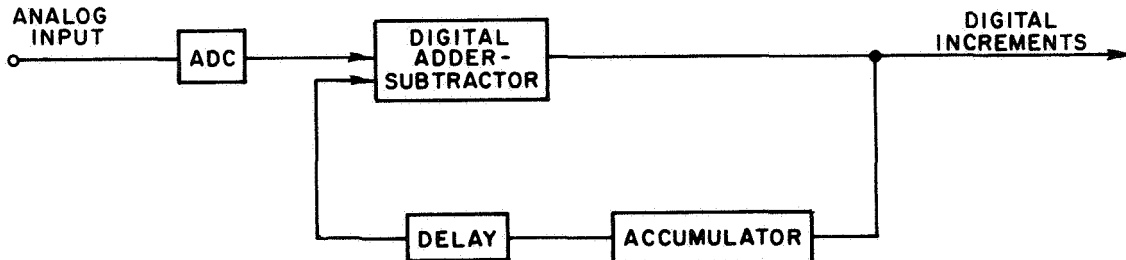 ANALOG
INPUT
ADC
DIGITAL
ADDER-
SUBTRACTOR
DIGITAL
INCREMENTS
DELAY
ACCUMULATOR